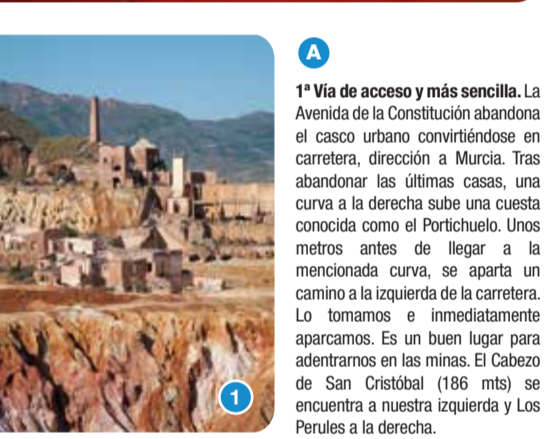 A
1ª Vía de acceso y más sencilla. La
Avenida de la Constitución abandona
el casco urbano convirtiéndose en
carretera, dirección a Murcia. Tras
abandonar las últimas casas, una
curva a la derecha sube una cuesta
conocida como el Portichuelo. Unos
metros antes de llegar a la
mencionada curva, se aparta un
camino a la izquierda de la carretera.
Lo tomamos e inmediatamente
aparcamos. Es un buen lugar para
adentrarnos en las minas. El Cabezo
de San Cristóbal (186 mts) se
encuentra a nuestra izquierda y Los
Perules a la derecha.
1